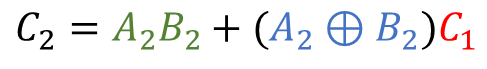 C₂ = A₂B₂ + (A₂ ⊕ B₂)C₁